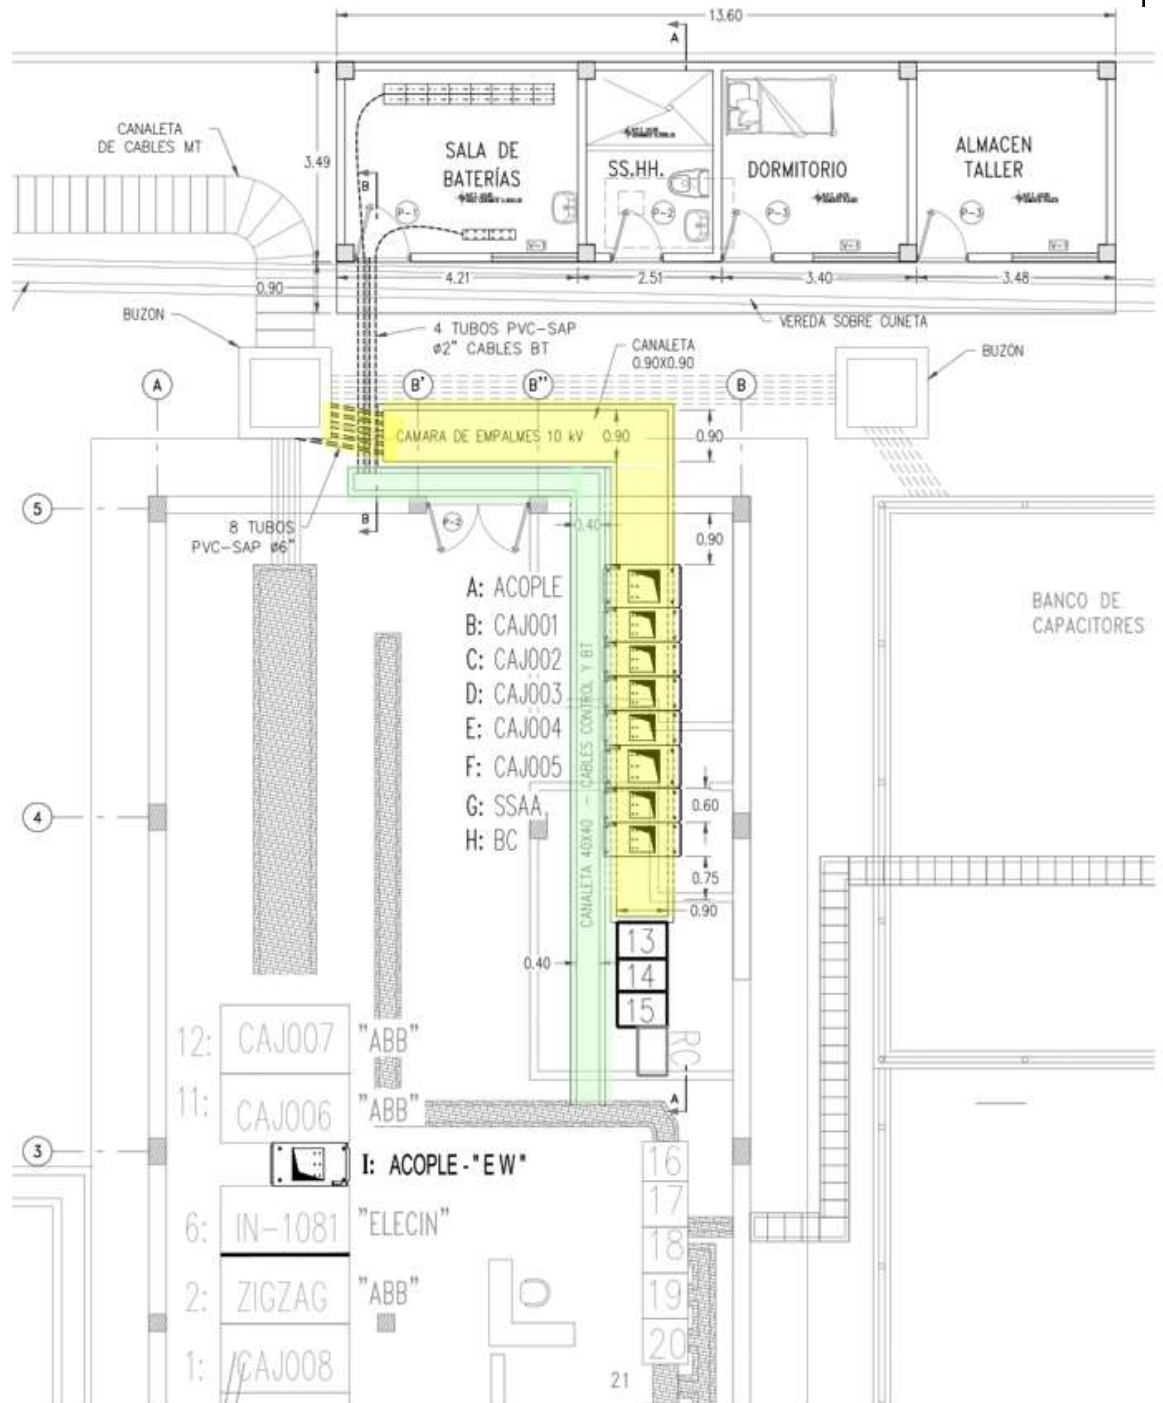 13.60
A
CANALETA
DE CABLES MT
3.49
SALA DE
BATERÍAS
SS.HH.
DORMITORIO
ALMACEN
TALLER
B
P-1
P-2
P-3
P-3
V-1
V-1
V-1
4.21
2.51
3.40
3.48
0.90
BUZON
4 TUBOS PVC-SAP
ø2" CABLES BT
CANALETA
0.90X0.90
VEREDA SOBRE CUNETA
BUZÓN
A
B'
B''
B
CAMARA DE EMPALMES 10 kV
0.90
0.90
5
B
8 TUBOS
PVC-SAP ø6"
P-2
0.40
0.90
A: ACOPLE
B: CAJ001
C: CAJ002
D: CAJ003
E: CAJ004
F: CAJ005
G: SSAA
H: BC
CANALETA 40X40 - CABLES CONTROL Y BT
BANCO DE
CAPACITORES
4
0.60
0.75
0.90
0.40
13
14
15
RC
A
12: CAJ007 "ABB"
11: CAJ006 "ABB"
3
I: ACOPLE-"EW"
6: IN-1081 "ELECIN"
2: ZIGZAG "ABB"
1: CAJ008
16
17
18
19
20
21